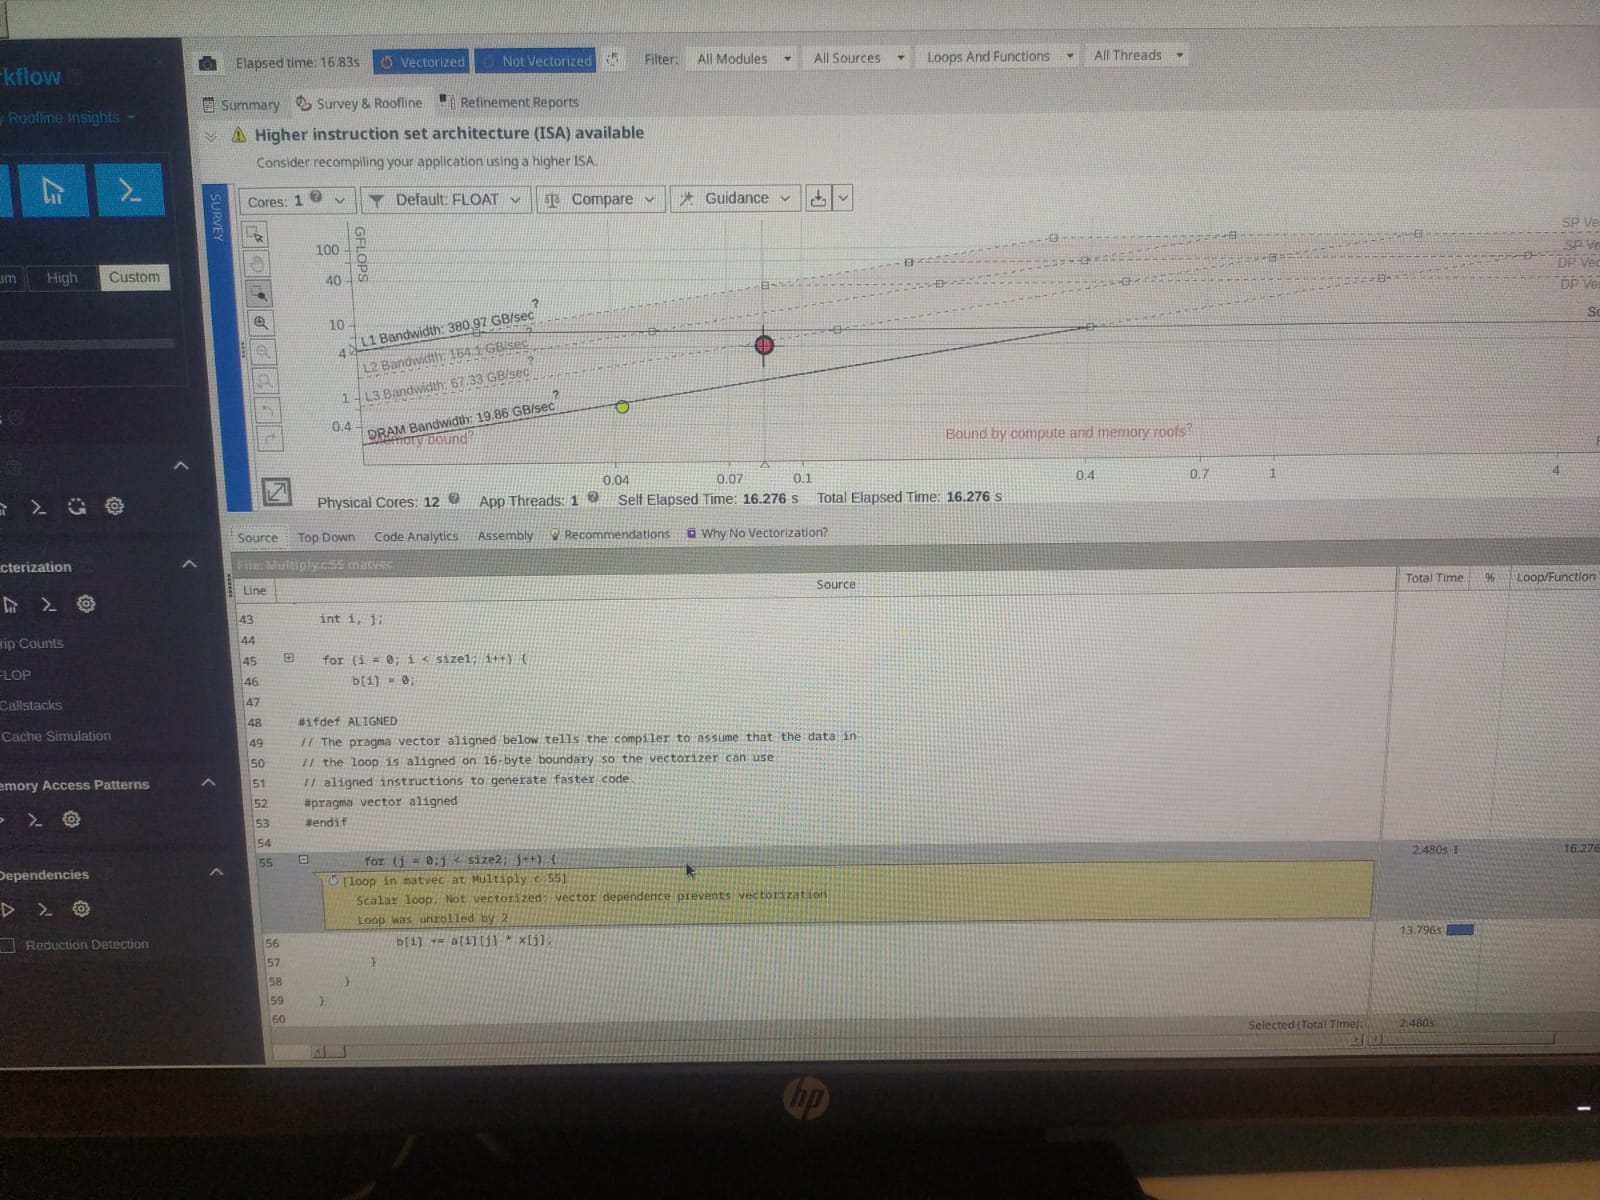 kflow
Elapsed time: 16.83s Vectorized Not Vectorized Filter: All Modules All Sources Loops And Functions All Threads
Roofline Insights
Summary Survey & Roofline Refinement Reports
Higher instruction set architecture (ISA) available
Consider recompiling your application using a higher ISA.
SURVEY
Cores: 1 Default: FLOAT Compare Guidance
High Custom
GFLOPS
100
40
10
4
1
0.4
SP Ve
SP Ve
DP Vec
DP Ve
Sc
L1 Bandwidth: 380.97 GB/sec ?
L2 Bandwidth: 164.1 GB/sec ?
L3 Bandwidth: 67.33 GB/sec ?
DRAM Bandwidth: 19.86 GB/sec ?
Memory bound?
Bound by compute and memory roofs?
0.04 0.07 0.1 0.4 0.7 1 4
Physical Cores: 12 App Threads: 1 Self Elapsed Time: 16.276 s Total Elapsed Time: 16.276 s
Source Top Down Code Analytics Assembly Recommendations Why No Vectorization?
File: Multiply.c:55 matvec
Line Source Total Time % Loop/Function
43 int i, j;
44
45 for (i = 0; i < size1; i++) {
46 b[i] = 0;
47
48 #ifdef ALIGNED
49 // The pragma vector aligned below tells the compiler to assume that the data in
50 // the loop is aligned on 16-byte boundary so the vectorizer can use
51 // aligned instructions to generate faster code.
52 #pragma vector aligned
53 #endif
54
55 for (j = 0;j < size2; j++) { 2.480s 16.276
[loop in matvec at Multiply.c:55]
Scalar loop. Not vectorized: vector dependence prevents vectorization
Loop was unrolled by 2
56 b[i] += a[i][j] * x[j]; 13.796s
57 }
58 }
59 }
60
Selected (Total Time): 2.480s
cterization
rip Counts
FLOP
Callstacks
Cache Simulation
emory Access Patterns
Dependencies
Reduction Detection
hp